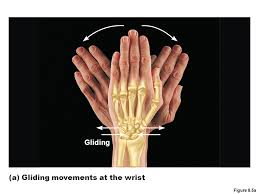 Gliding
(a) Gliding movements at the wrist
Figure 8.5a